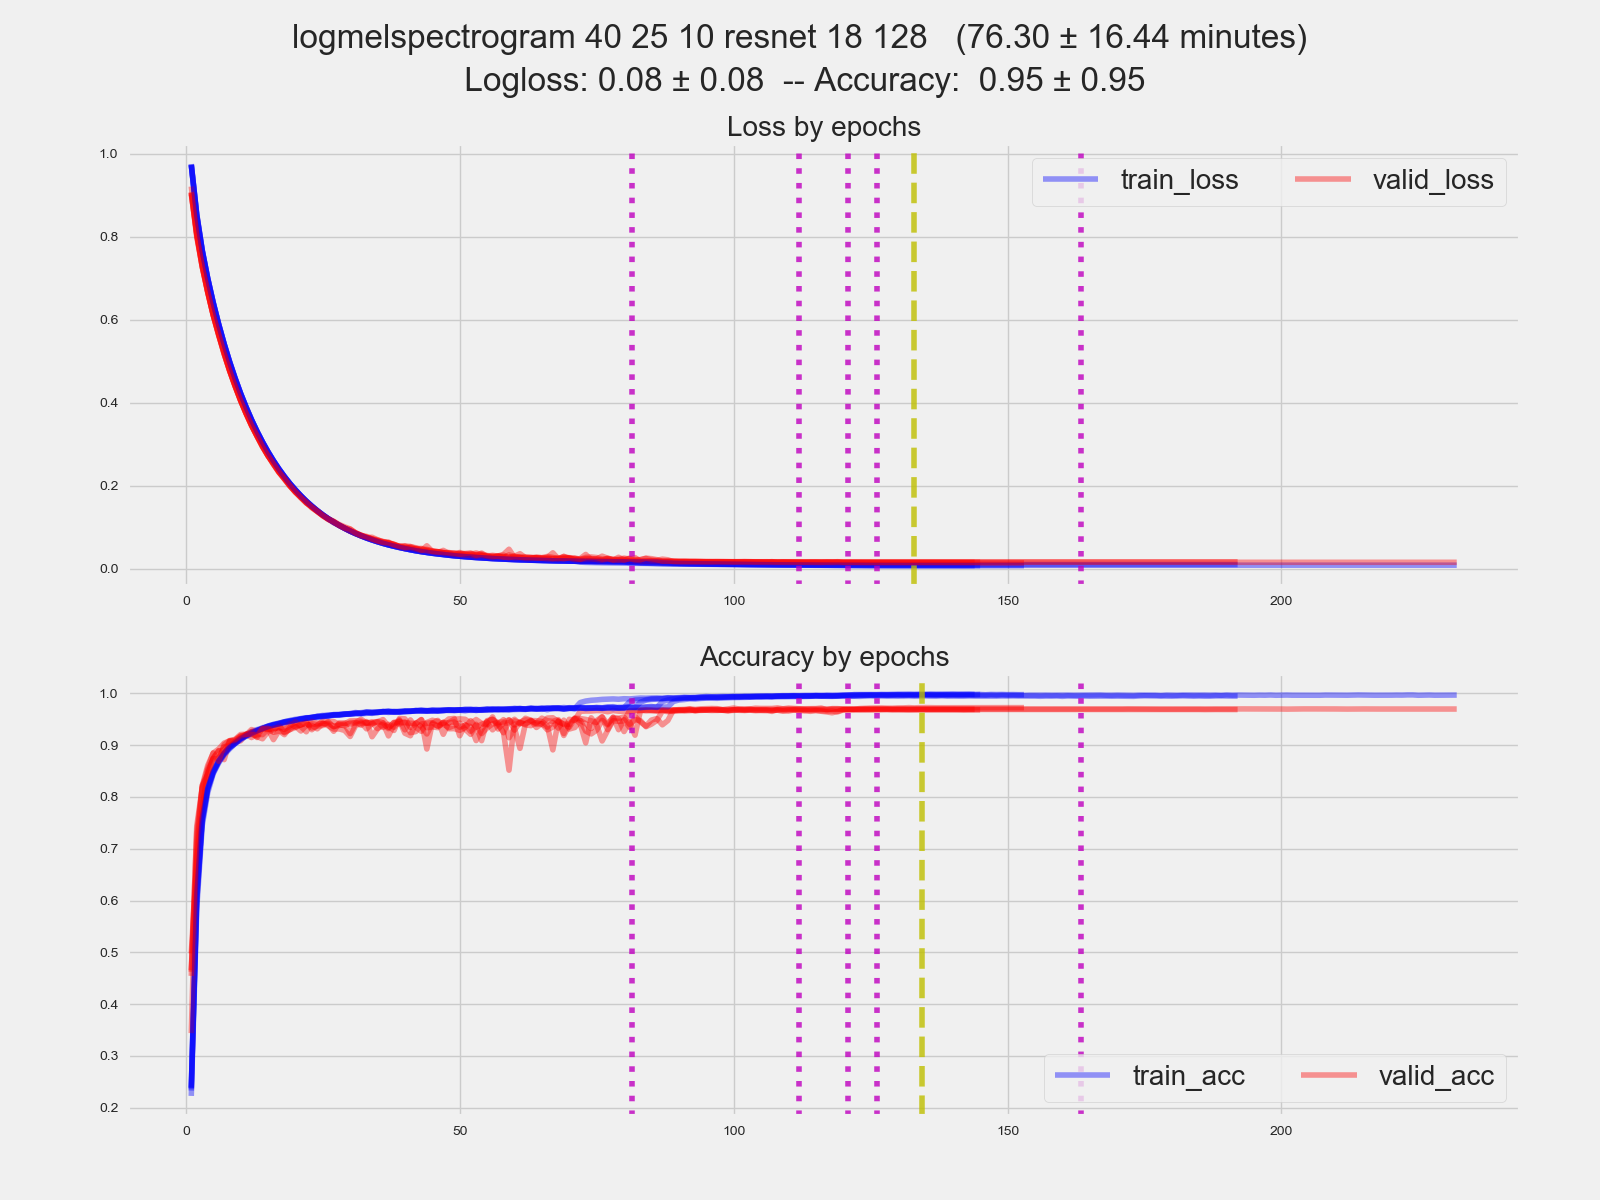 logmelspectrogram 40 25 10 resnet 18 128 (76.30 ± 16.44 minutes)
Logloss: 0.08 ± 0.08 -- Accuracy: 0.95 ± 0.95
Loss by epochs
1.0
0.8
0.6
0.4
0.2
0.0
train_loss valid_loss
0 50 100 150 200
Accuracy by epochs
1.0
0.9
0.8
0.7
0.6
0.5
0.4
0.3
0.2
train_acc valid_acc
0 50 100 150 200